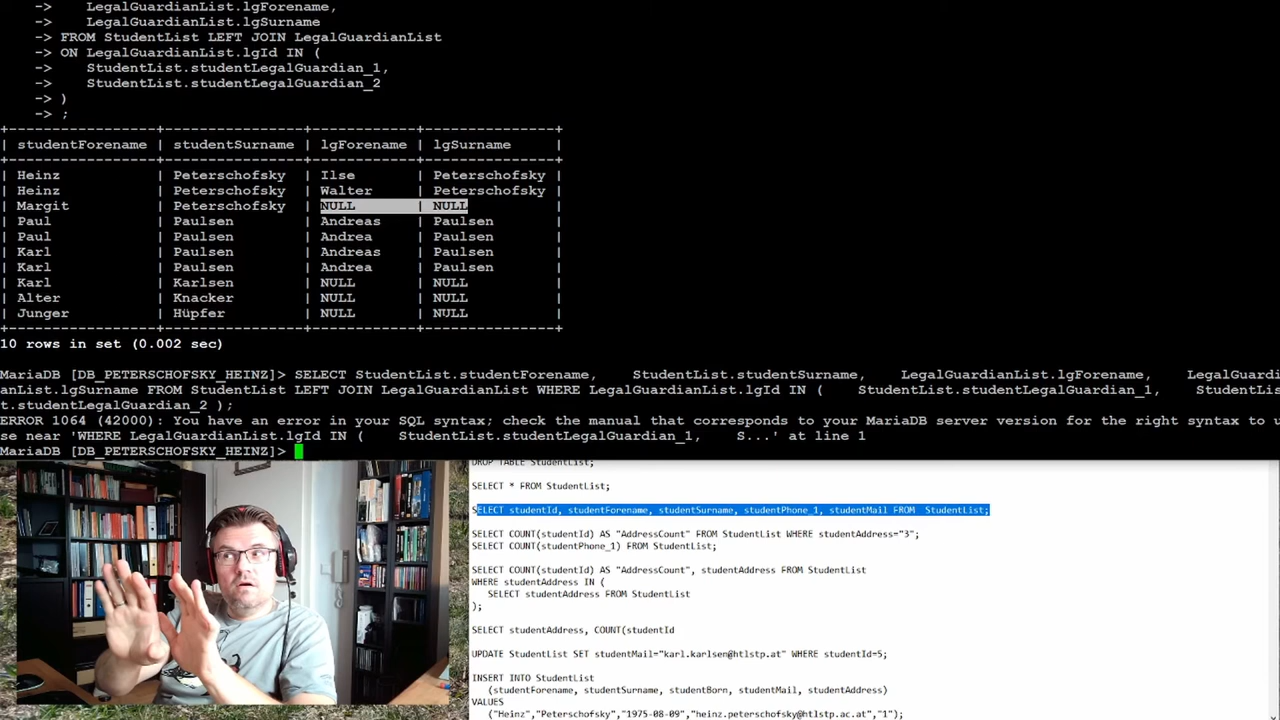 -> LegalGuardianList.lgForename,
-> LegalGuardianList.lgSurname
-> FROM StudentList LEFT JOIN LegalGuardianList
-> ON LegalGuardianList.lgId IN (
-> StudentList.studentLegalGuardian_1,
-> StudentList.studentLegalGuardian_2
-> )
-> ;
+----------------+----------------+------------+---------------+
| studentForename | studentSurname | lgForename | lgSurname |
+----------------+----------------+------------+---------------+
| Heinz | Peterschofsky | Ilse | Peterschofsky |
| Heinz | Peterschofsky | Walter | Peterschofsky |
| Margit | Peterschofsky | NULL | NULL |
| Paul | Paulsen | Andreas | Paulsen |
| Paul | Paulsen | Andrea | Paulsen |
| Karl | Paulsen | Andreas | Paulsen |
| Karl | Paulsen | Andrea | Paulsen |
| Karl | Karlsen | NULL | NULL |
| Alter | Knacker | NULL | NULL |
| Junger | Hüpfer | NULL | NULL |
+----------------+----------------+------------+---------------+
10 rows in set (0.002 sec)
MariaDB [DB_PETERSCHOFSKY_HEINZ]> SELECT StudentList.studentForename, StudentList.studentSurname, LegalGuardianList.lgForename, LegalGu
anList.lgSurname FROM StudentList LEFT JOIN LegalGuardianList WHERE LegalGuardianList.lgId IN ( StudentList.studentLegalGuardian_1, StudentLis
t.studentLegalGuardian_2 );
ERROR 1064 (42000): You have an error in your SQL syntax; check the manual that corresponds to your MariaDB server version for the right syntax to u
se near 'WHERE LegalGuardianList.lgId IN ( StudentList.studentLegalGuardian_1, S...' at line 1
MariaDB [DB_PETERSCHOFSKY_HEINZ]>
DROP TABLE StudentList;
SELECT * FROM StudentList;
SELECT studentId, studentForename, studentSurname, studentPhone_1, studentMail FROM StudentList;
SELECT COUNT(studentId) AS "AddressCount" FROM StudentList WHERE studentAddress="3";
SELECT COUNT(studentPhone_1) FROM StudentList;
SELECT COUNT(studentId) AS "AddressCount", studentAddress FROM StudentList
WHERE studentAddress IN (
SELECT studentAddress FROM StudentList
);
SELECT studentAddress, COUNT(studentId
UPDATE StudentList SET studentMail="karl.karlsen@htlstp.at" WHERE studentId=5;
INSERT INTO StudentList
(studentForename, studentSurname, studentBorn, studentMail, studentAddress)
VALUES
("Heinz","Peterschofsky","1975-08-09","heinz.peterschofsky@htlstp.ac.at","1");